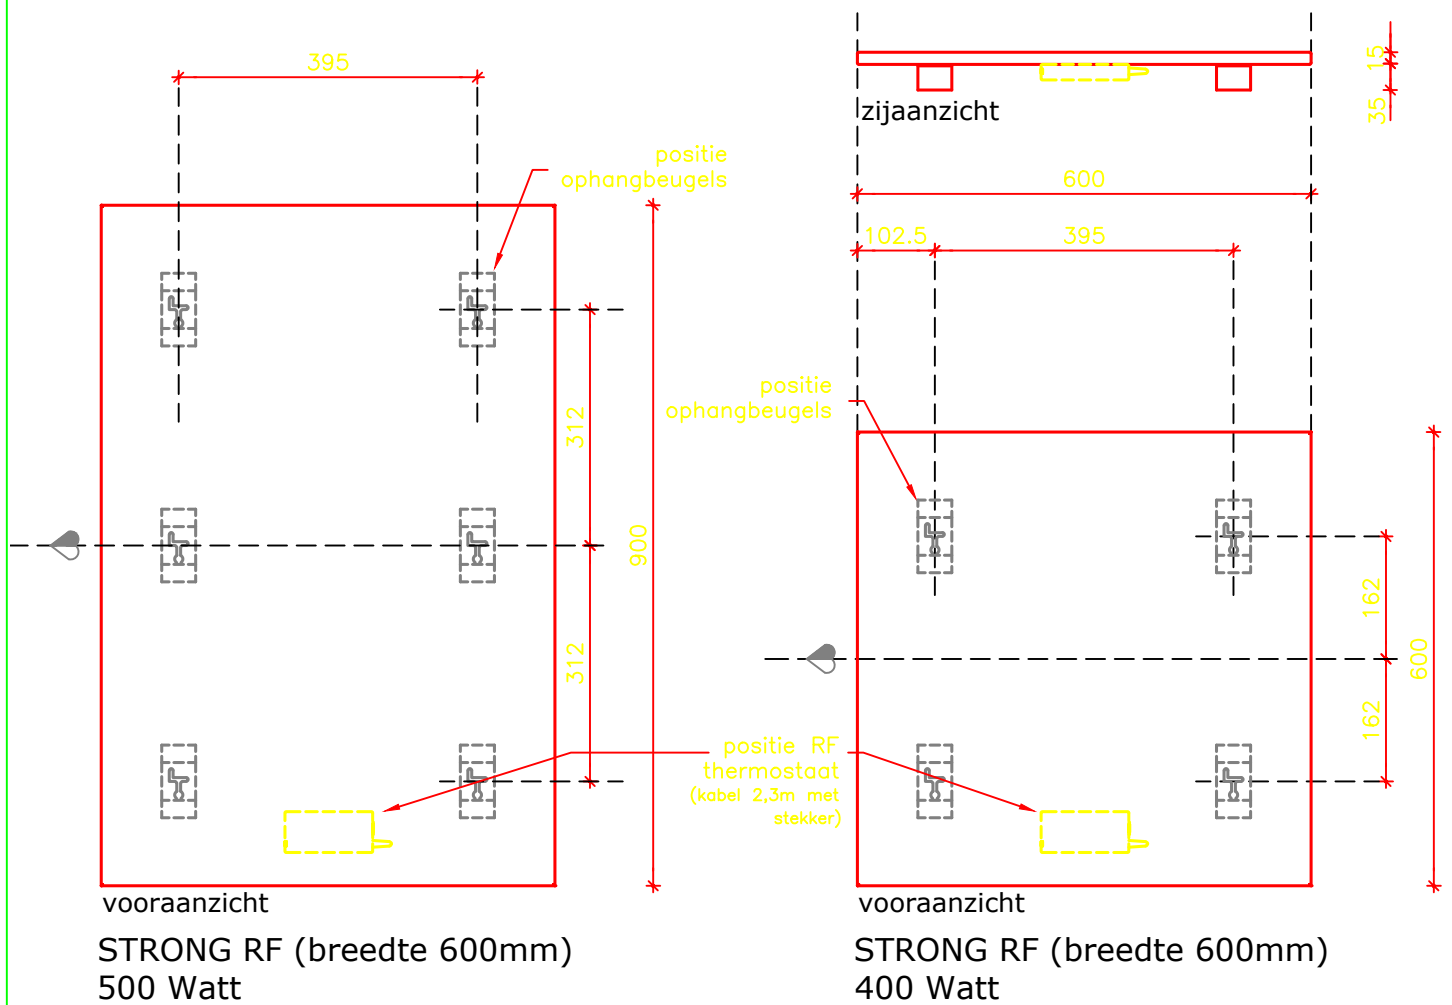 395
positie
ophangbeugels
312
900
312
vooraanzicht
STRONG RF (breedte 600mm)
500 Watt
15
35
zijaanzicht
600
102.5
395
positie
ophangbeugels
162
600
162
positie RF
thermostaat
(kabel 2,3m met
stekker)
vooraanzicht
STRONG RF (breedte 600mm)
400 Watt